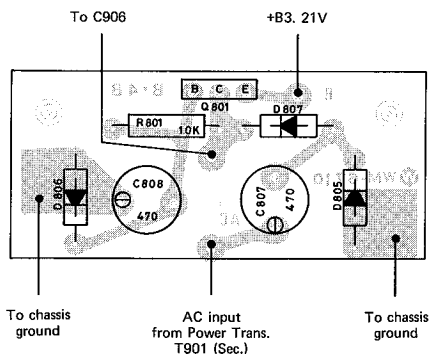 To C906
+B3. 21V
B C E
Q801
D807
R801
10K
D806
C808
470
C807
470
D805
To chassis
ground
AC input
from Power Trans.
T901 (Sec.)
To chassis
ground